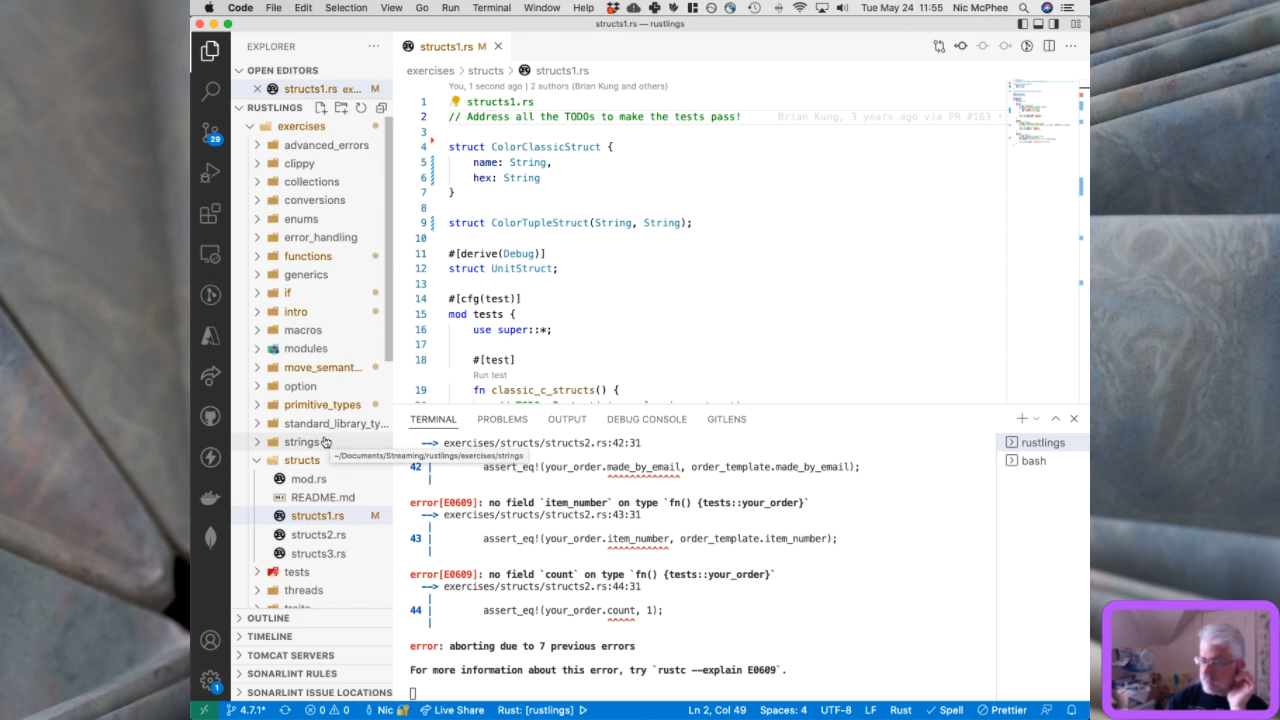 Code File Edit Selection View Go Run Terminal Window Help Tue May 24 11:55 Nic McPhee
structs1.rs — rustlings
EXPLORER
OPEN EDITORS
structs1.rs ex... M
RUSTLINGS
exercises
advanced_errors
clippy
collections
conversions
enums
error_handling
functions
generics
if
intro
macros
modules
move_semant...
option
primitive_types
standard_library_ty...
strings
~/Documents/Streaming/rustlings/exercises/strings
structs
mod.rs
README.md
structs1.rs M
structs2.rs
structs3.rs
tests
threads
traits
OUTLINE
TIMELINE
TOMCAT SERVERS
SONARLINT RULES
SONARLINT ISSUE LOCATIONS
29
1
structs1.rs M
exercises > structs > structs1.rs
You, 1 second ago | 2 authors (Brian Kung and others)
1 structs1.rs
2 // Address all the TODOs to make the tests pass! Brian Kung, 3 years ago via PR #163 •
3
4 struct ColorClassicStruct {
5 name: String,
6 hex: String
7 }
8
9 struct ColorTupleStruct(String, String);
10
11 #[derive(Debug)]
12 struct UnitStruct;
13
14 #[cfg(test)]
15 mod tests {
16 use super::*;
17
18 #[test]
Run test
19 fn classic_c_structs() {
TERMINAL PROBLEMS OUTPUT DEBUG CONSOLE GITLENS
rustlings
bash
--> exercises/structs/structs2.rs:42:31
|
42 | assert_eq!(your_order.made_by_email, order_template.made_by_email);
| ^^^^^^^^^^^^^
error[E0609]: no field `item_number` on type `fn() {tests::your_order}`
--> exercises/structs/structs2.rs:43:31
|
43 | assert_eq!(your_order.item_number, order_template.item_number);
| ^^^^^^^^^^^
error[E0609]: no field `count` on type `fn() {tests::your_order}`
--> exercises/structs/structs2.rs:44:31
|
44 | assert_eq!(your_order.count, 1);
| ^^^^^
error: aborting due to 7 previous errors
For more information about this error, try `rustc --explain E0609`.
4.7.1* 0 0 Nic Live Share Rust: [rustlings] Ln 2, Col 49 Spaces: 4 UTF-8 LF Rust Spell Prettier